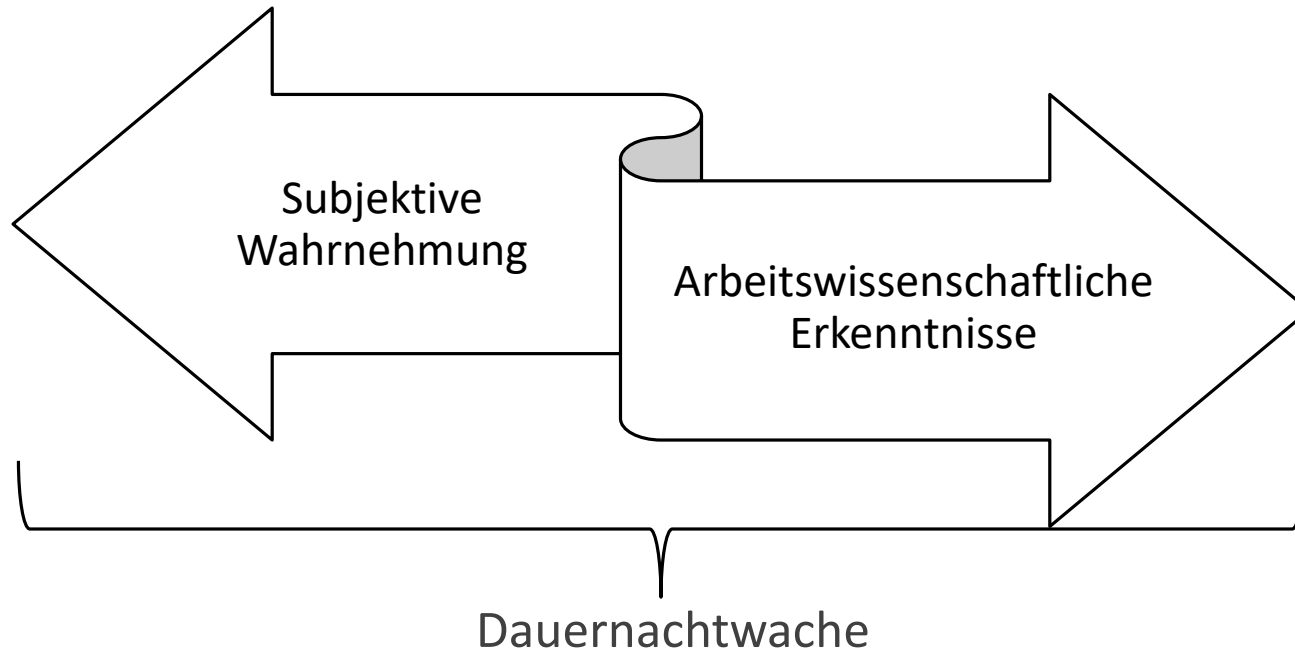 Subjektive
Wahrnehmung
Arbeitswissenschaftliche
Erkenntnisse
Dauernachtwache